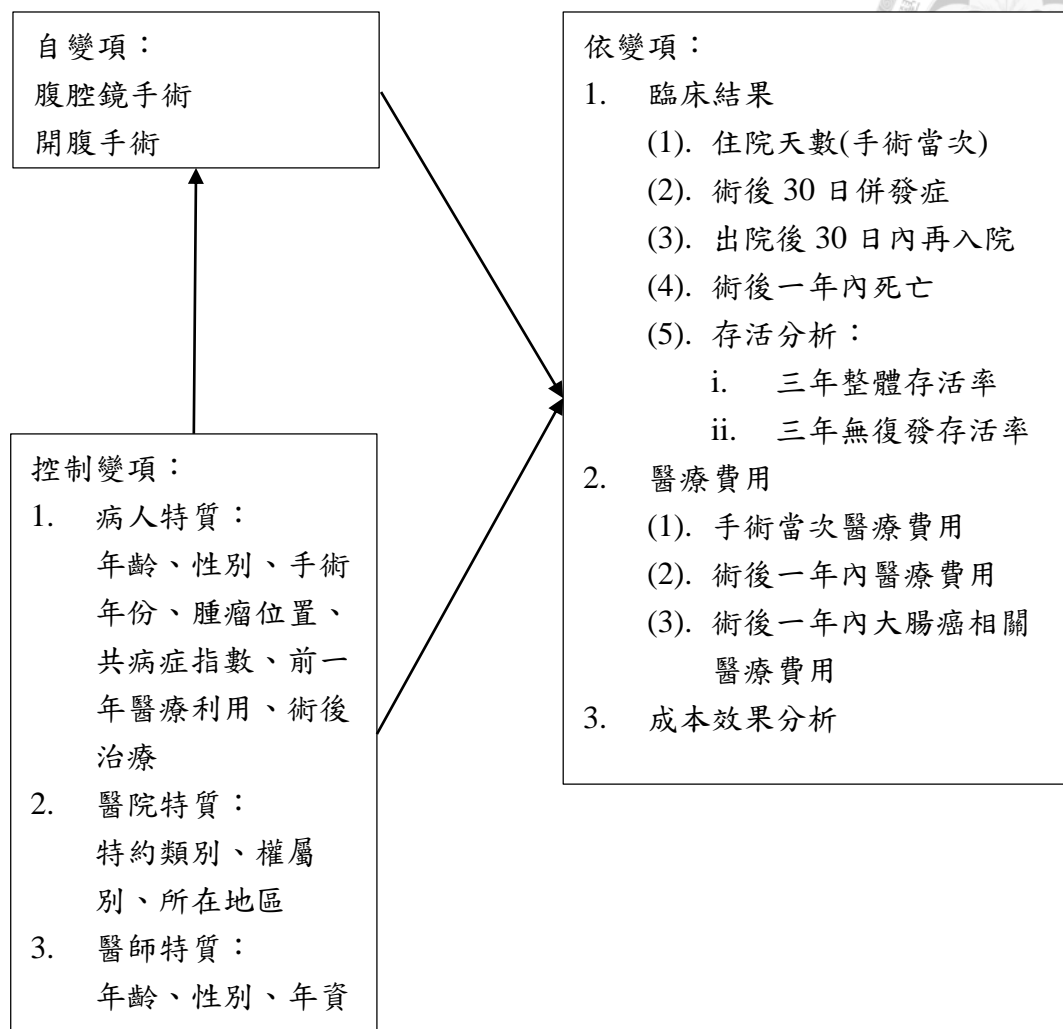 自變項：
腹腔鏡手術
開腹手術
控制變項：
1. 病人特質：
年齡、性別、手術
年份、腫瘤位置、
共病症指數、前一
年醫療利用、術後
治療
2. 醫院特質：
特約類別、權屬
別、所在地區
3. 醫師特質：
年齡、性別、年資
依變項：
1. 臨床結果
(1). 住院天數(手術當次)
(2). 術後 30 日併發症
(3). 出院後 30 日內再入院
(4). 術後一年內死亡
(5). 存活分析：
i. 三年整體存活率
ii. 三年無復發存活率
2. 醫療費用
(1). 手術當次醫療費用
(2). 術後一年內醫療費用
(3). 術後一年內大腸癌相關
醫療費用
3. 成本效果分析